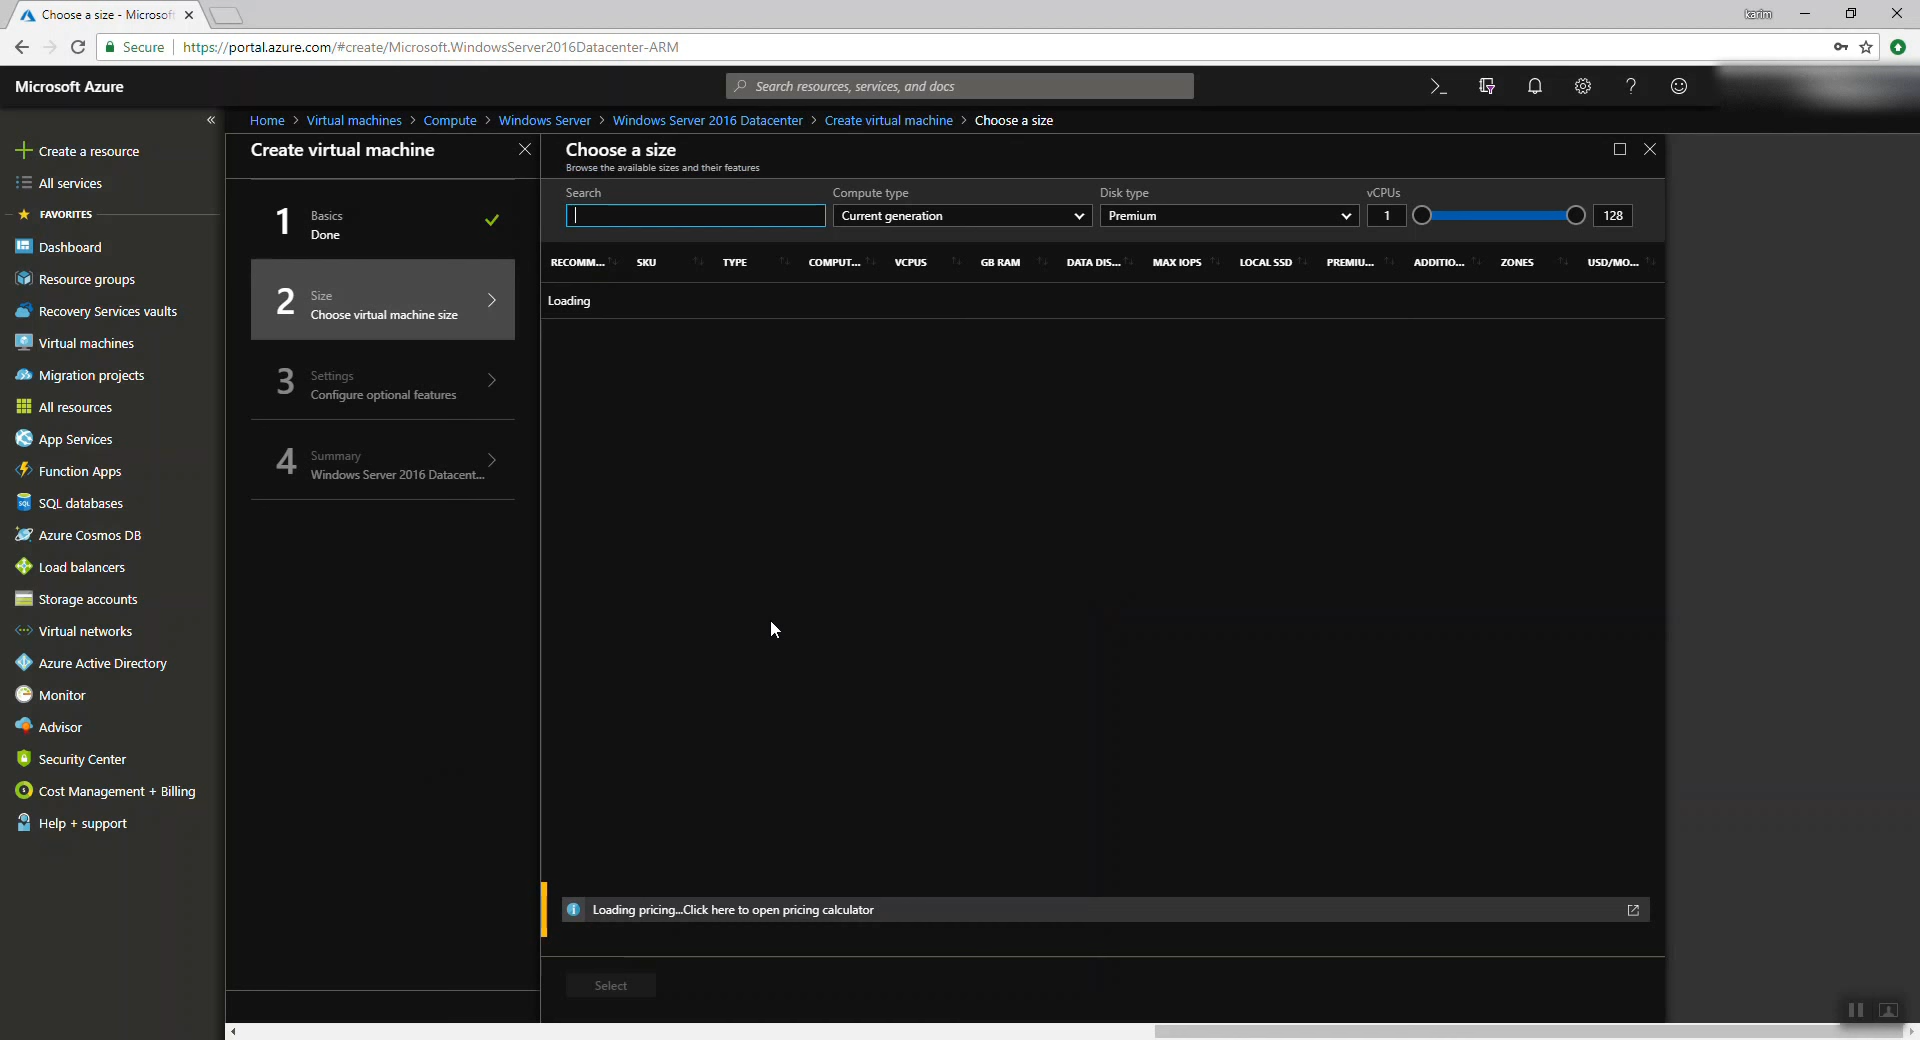 Choose a size - Microsof
karim
Secure
https://portal.azure.com/#create/Microsoft.WindowsServer2016Datacenter-ARM
Microsoft Azure
Search resources, services, and docs
Home > Virtual machines > Compute > Windows Server > Windows Server 2016 Datacenter > Create virtual machine > Choose a size
Create a resource
All services
FAVORITES
Dashboard
Resource groups
Recovery Services vaults
Virtual machines
Migration projects
All resources
App Services
Function Apps
SQL databases
Azure Cosmos DB
Load balancers
Storage accounts
Virtual networks
Azure Active Directory
Monitor
Advisor
Security Center
Cost Management + Billing
Help + support
Create virtual machine
1 Basics
Done
2 Size
Choose virtual machine size
3 Settings
Configure optional features
4 Summary
Windows Server 2016 Datacent...
Choose a size
Browse the available sizes and their features
Search
Compute type
Disk type
vCPUs
Current generation
Premium
1
128
RECOMM... SKU TYPE COMPUT... VCPUS GB RAM DATA DIS... MAX IOPS LOCAL SSD PREMIU... ADDITIO... ZONES USD/MO...
Loading
Loading pricing...Click here to open pricing calculator
Select